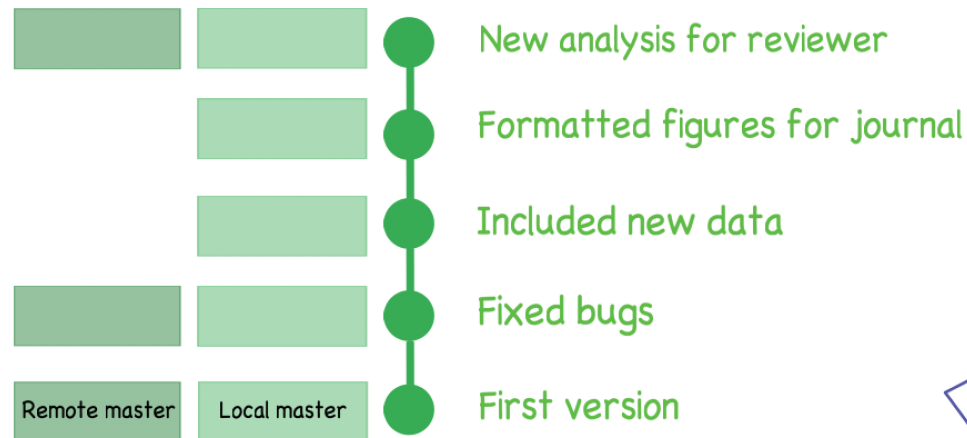 New analysis for reviewer
Formatted figures for journal
Included new data
Fixed bugs
Remote master Local master First version